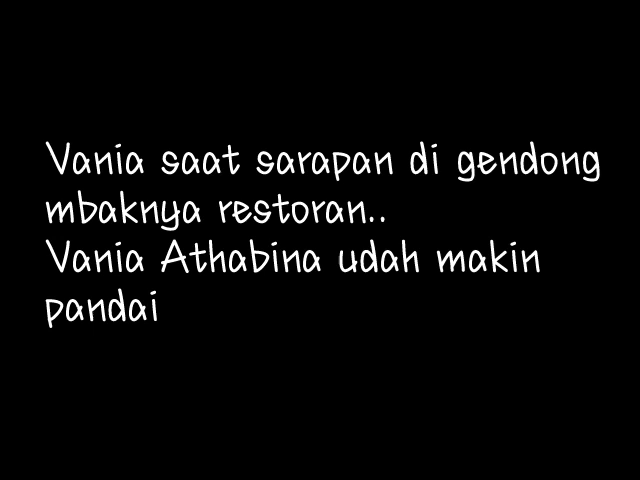 Vania saat sarapan di gendong
mbaknya restoran..
Vania Athabina udah makin
pandai